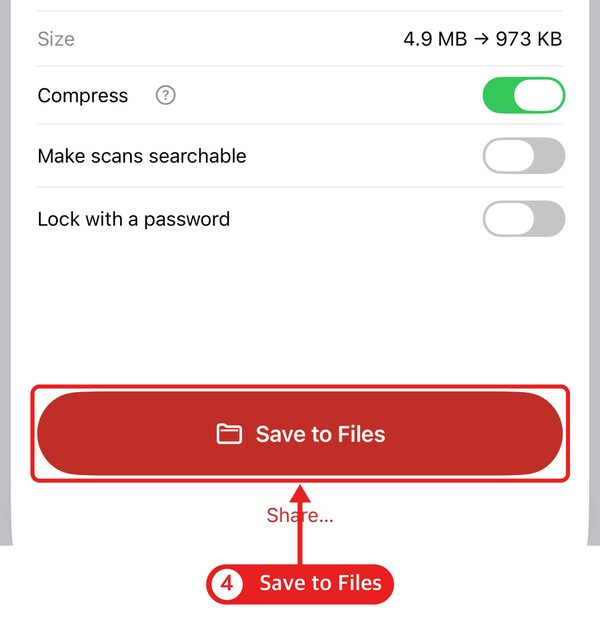 Size 4.9 MB → 973 KB
Compress ?
Make scans searchable
Lock with a password
Save to Files
Share...
4 Save to Files